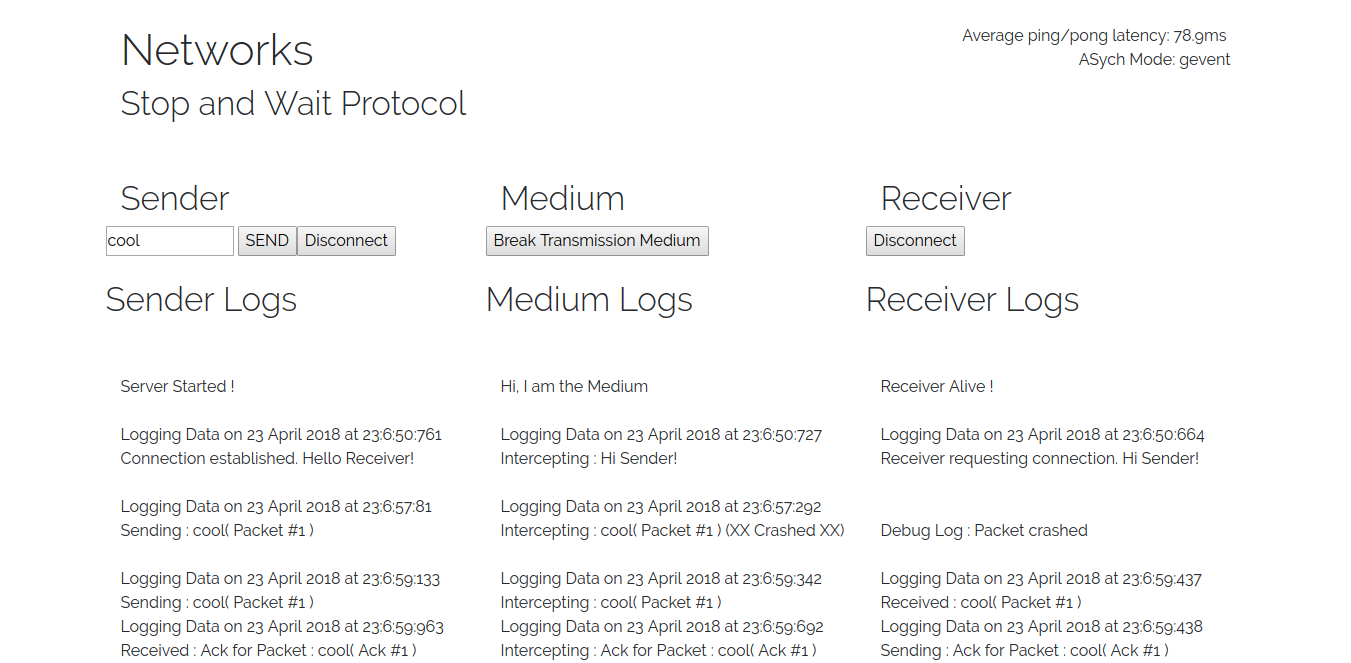 Networks
Average ping/pong latency: 78.9ms
ASych Mode: gevent
Stop and Wait Protocol
Sender
cool
SEND
Disconnect
Medium
Break Transmission Medium
Receiver
Disconnect
Sender Logs
Server Started !
Logging Data on 23 April 2018 at 23:6:50:761
Connection established. Hello Receiver!
Logging Data on 23 April 2018 at 23:6:57:81
Sending : cool( Packet #1 )
Logging Data on 23 April 2018 at 23:6:59:133
Sending : cool( Packet #1 )
Logging Data on 23 April 2018 at 23:6:59:963
Received : Ack for Packet : cool( Ack #1 )
Medium Logs
Hi, I am the Medium
Logging Data on 23 April 2018 at 23:6:50:727
Intercepting : Hi Sender!
Logging Data on 23 April 2018 at 23:6:57:292
Intercepting : cool( Packet #1 ) (XX Crashed XX)
Logging Data on 23 April 2018 at 23:6:59:342
Intercepting : cool( Packet #1 )
Logging Data on 23 April 2018 at 23:6:59:692
Intercepting : Ack for Packet : cool( Ack #1 )
Receiver Logs
Receiver Alive !
Logging Data on 23 April 2018 at 23:6:50:664
Receiver requesting connection. Hi Sender!
Debug Log : Packet crashed
Logging Data on 23 April 2018 at 23:6:59:437
Received : cool( Packet #1 )
Logging Data on 23 April 2018 at 23:6:59:438
Sending : Ack for Packet : cool( Ack #1 )